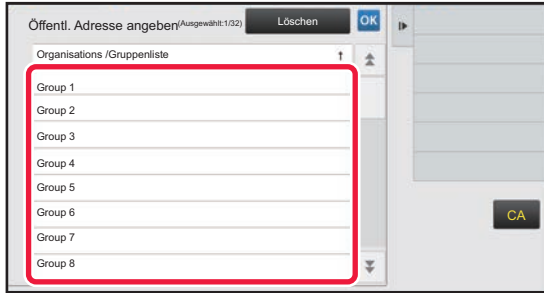 Öffentl. Adresse angeben(Ausgewählt:1/32) Löschen OK
Organisations /Gruppenliste
Group 1
Group 2
Group 3
Group 4
Group 5
Group 6
Group 7
Group 8
CA